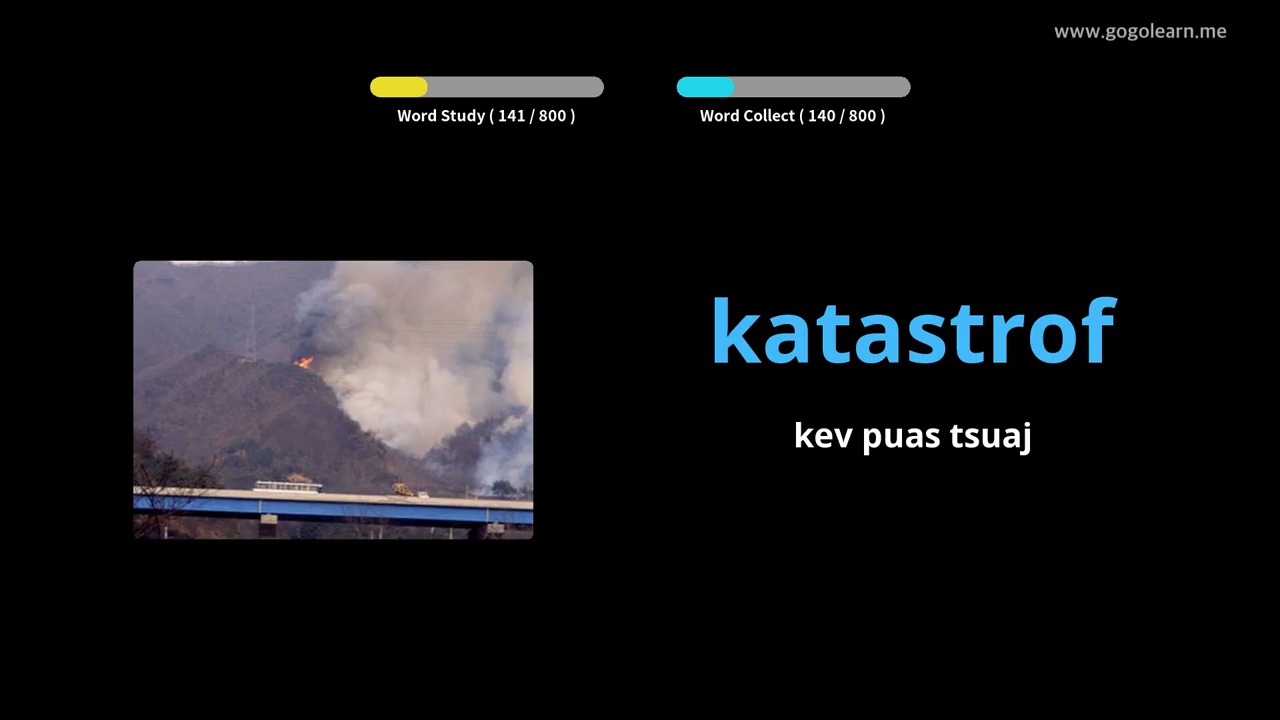 www.gogolearn.me
Word Study ( 141 / 800 )
Word Collect ( 140 / 800 )
katastrof
kev puas tsuaj